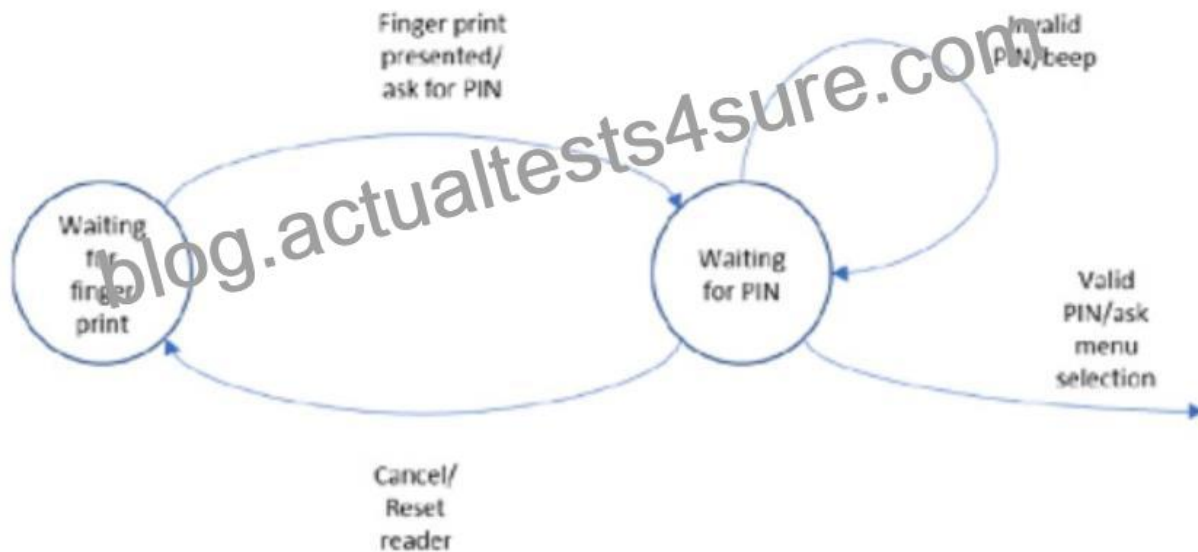 Finger print
presented/
ask for PIN
Invalid
PIN/beep
Waiting
for
finger
print
Waiting
for PIN
Valid
PIN/ask
menu
selection
Cancel/
Reset
reader
blog.actualtests4sure.com